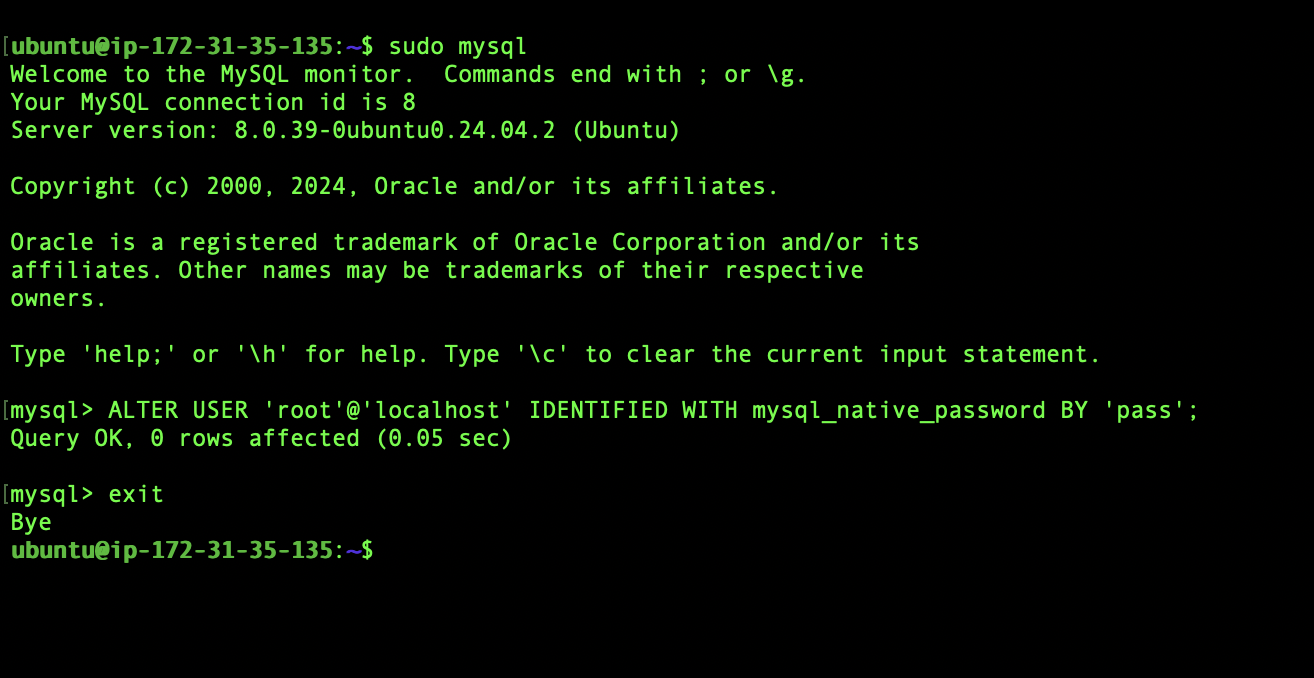 [ubuntu@ip-172-31-35-135:~$ sudo mysql
Welcome to the MySQL monitor.  Commands end with ; or \g.
Your MySQL connection id is 8
Server version: 8.0.39-0ubuntu0.24.04.2 (Ubuntu)
Copyright (c) 2000, 2024, Oracle and/or its affiliates.
Oracle is a registered trademark of Oracle Corporation and/or its
affiliates. Other names may be trademarks of their respective
owners.
Type 'help;' or '\h' for help. Type '\c' to clear the current input statement.
[mysql> ALTER USER 'root'@'localhost' IDENTIFIED WITH mysql_native_password BY 'pass';
Query OK, 0 rows affected (0.05 sec)
[mysql> exit
Bye
ubuntu@ip-172-31-35-135:~$